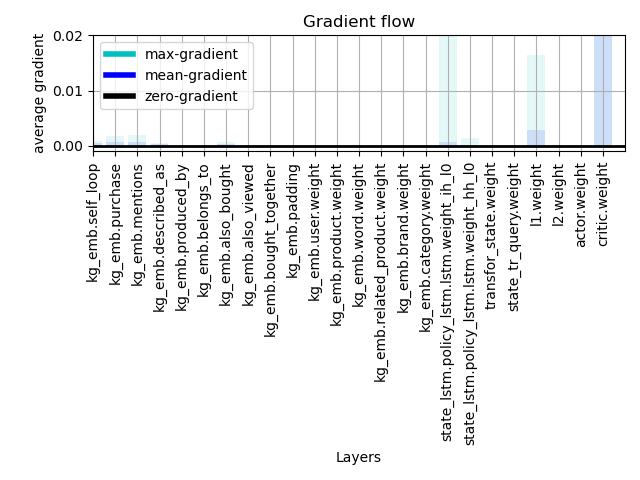 Gradient flow
average gradient
0.02
0.01
0.00
max-gradient
mean-gradient
zero-gradient
kg_emb.self_loop
kg_emb.purchase
kg_emb.mentions
kg_emb.described_as
kg_emb.produced_by
kg_emb.belongs_to
kg_emb.also_bought
kg_emb.also_viewed
kg_emb.bought_together
kg_emb.padding
kg_emb.user.weight
kg_emb.product.weight
kg_emb.word.weight
kg_emb.related_product.weight
kg_emb.brand.weight
kg_emb.category.weight
state_lstm.policy_lstm.lstm.weight_ih_l0
state_lstm.policy_lstm.lstm.weight_hh_l0
transfor_state.weight
state_tr_query.weight
l1.weight
l2.weight
actor.weight
critic.weight
Layers